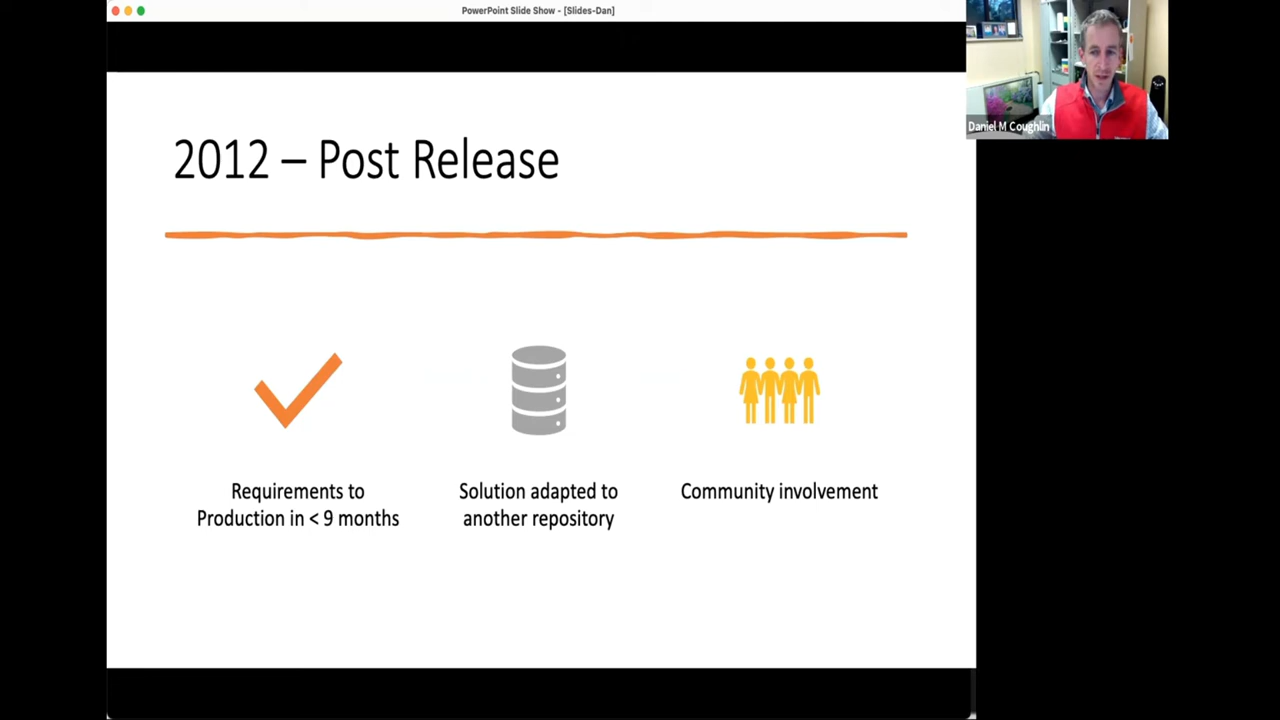 PowerPoint Slide Show - [Slides-Dan]
Daniel M Coughlin
2012 – Post Release
Requirements to
Production in < 9 months
Solution adapted to
another repository
Community involvement